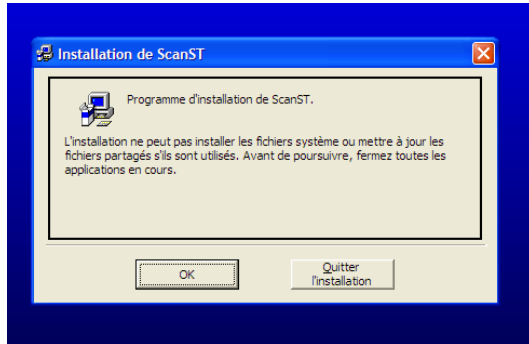 Installation de ScanST
Programme d'installation de ScanST.
L'installation ne peut pas installer les fichiers système ou mettre à jour les
fichiers partagés s'ils sont utilisés. Avant de poursuivre, fermez toutes les
applications en cours.
OK
Quitter
l'installation